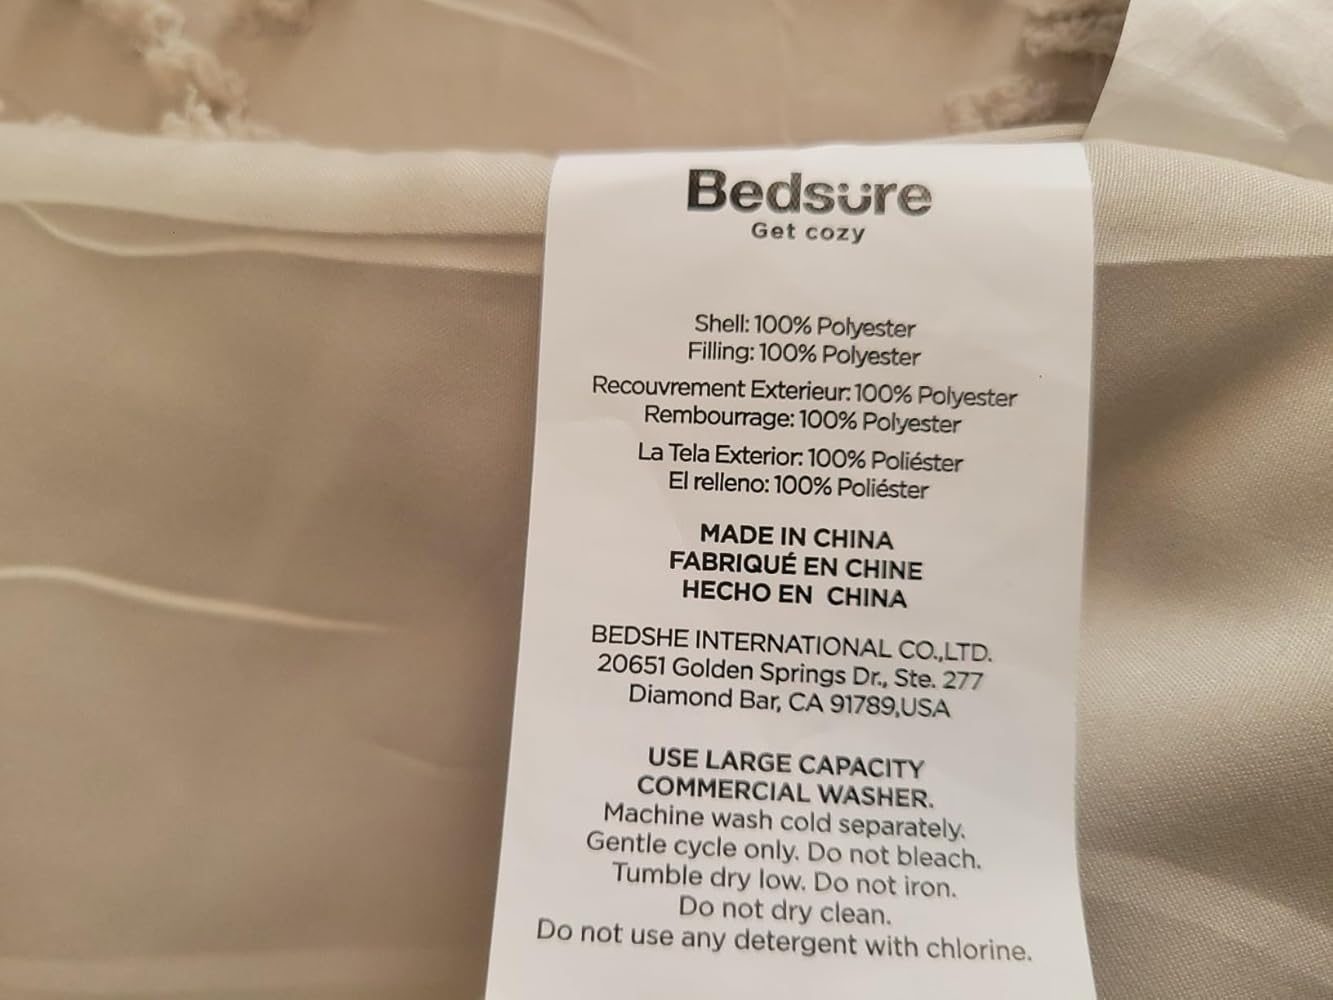 Bedsure
Get cozy
Shell: 100% Polyester
Filling: 100% Polyester
Recouvrement Exterieur: 100% Polyester
Rembourrage: 100% Polyester
La Tela Exterior: 100% Poliéster
El relleno: 100% Poliéster
MADE IN CHINA
FABRIQUÉ EN CHINE
HECHO EN CHINA
BEDSHE INTERNATIONAL CO.,LTD.
20651 Golden Springs Dr., Ste. 277
Diamond Bar, CA 91789,USA
USE LARGE CAPACITY
COMMERCIAL WASHER.
Machine wash cold separately.
Gentle cycle only. Do not bleach.
Tumble dry low. Do not iron.
Do not dry clean.
Do not use any detergent with chlorine.